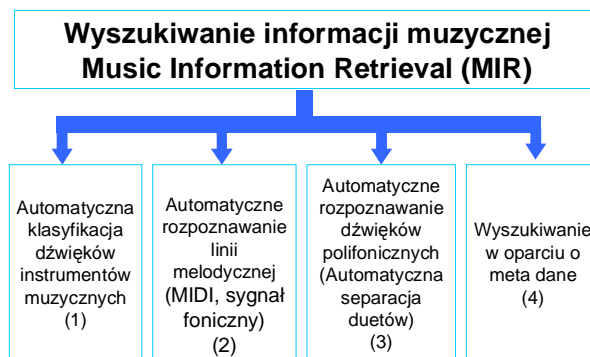 Wyszukiwanie informacji muzycznej
Music Information Retrieval (MIR)
Automatyczna
klasyfikacja
dźwięków
instrumentów
muzycznych
(1)
Automatyczne
rozpoznawanie
linii
melodycznej
(MIDI, sygnał
foniczny)
(2)
Automatyczne
rozpoznawanie
dźwięków
polifonicznych
(Automatyczna
separacja
duetów)
(3)
Wyszukiwanie
w oparciu o
meta dane
(4)